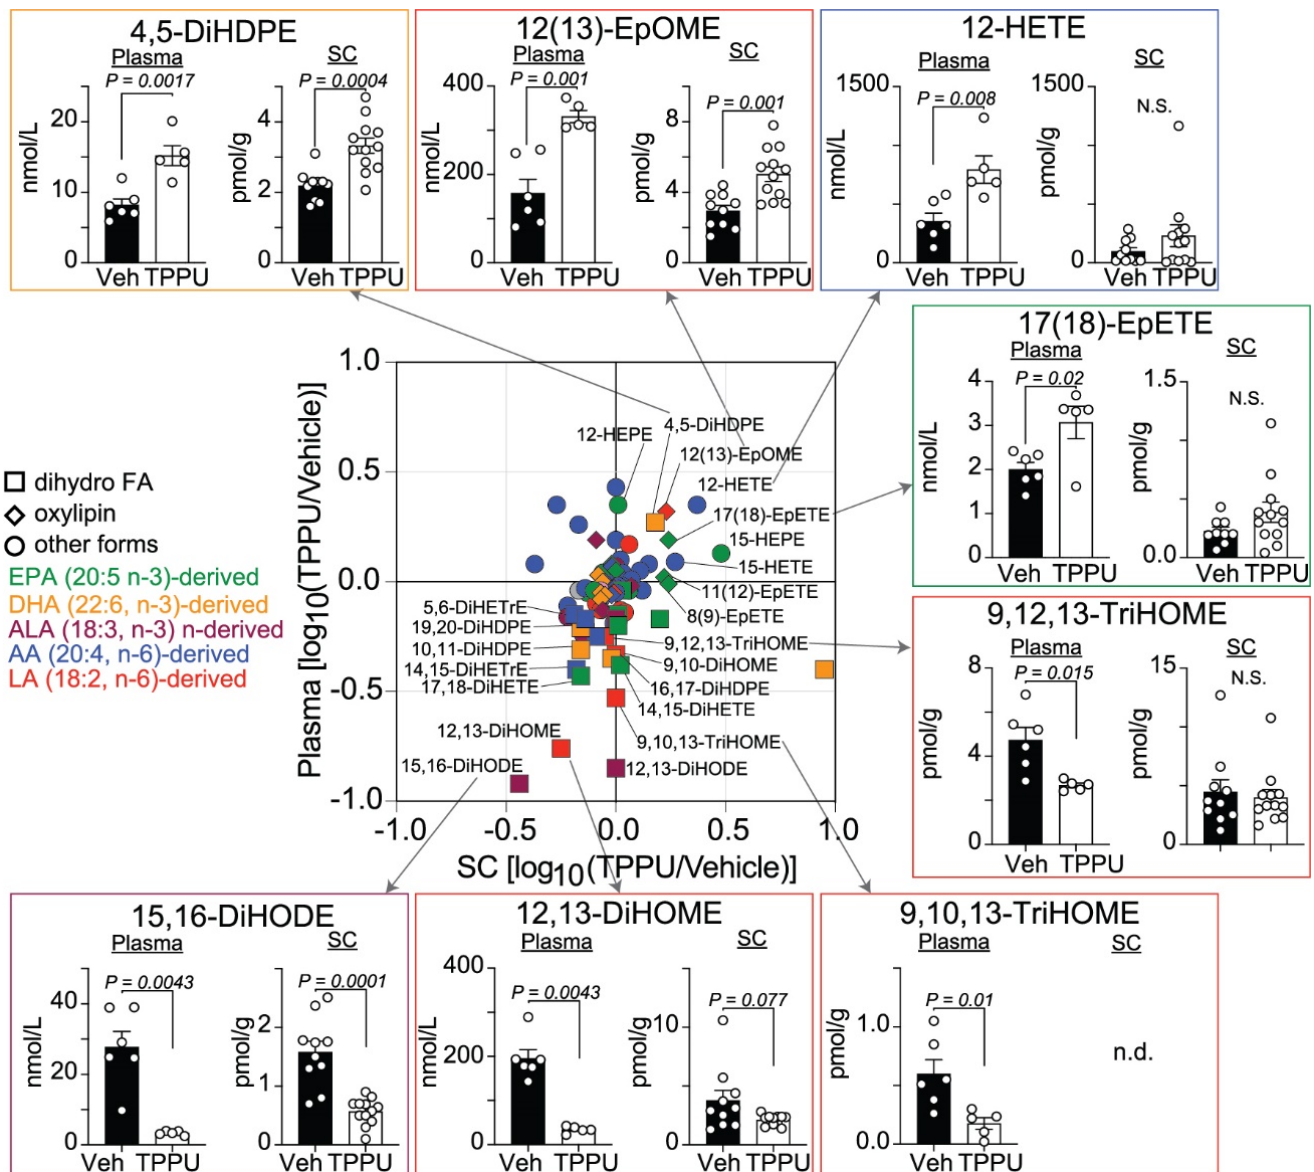 4,5-DiHDPE
Plasma
SC
P = 0.0017
P = 0.0004
nmol/L
20
10
0
pmol/g
4
2
0
Veh TPPU
Veh TPPU
12(13)-EpOME
Plasma
SC
P = 0.001
P = 0.001
nmol/L
400
200
0
pmol/g
8
4
0
Veh TPPU
Veh TPPU
12-HETE
Plasma
SC
P = 0.008
N.S.
nmol/L
1500
0
pmol/g
1500
0
Veh TPPU
Veh TPPU
17(18)-EpETE
Plasma
SC
P = 0.02
N.S.
nmol/L
4
3
2
1
0
pmol/g
1.5
0.0
Veh TPPU
Veh TPPU
dihydro FA
oxylipin
other forms
EPA (20:5 n-3)-derived
DHA (22:6, n-3)-derived
ALA (18:3, n-3) n-derived
AA (20:4, n-6)-derived
LA (18:2, n-6)-derived
Plasma [log10(TPPU/Vehicle)]
1.0
0.5
0.0
-0.5
-1.0
-1.0
-0.5
0.0
0.5
1.0
SC [log10(TPPU/Vehicle)]
4,5-DiHDPE
12-HEPE
12(13)-EpOME
12-HETE
17(18)-EpETE
15-HEPE
15-HETE
11(12)-EpETE
8(9)-EpETE
5,6-DiHETrE
19,20-DiHDPE
10,11-DiHDPE
14,15-DiHETrE
17,18-DiHETE
9,12,13-TriHOME
9,10-DiHOME
16,17-DiHDPE
14,15-DiHETE
12,13-DiHOME
9,10,13-TriHOME
15,16-DiHODE
12,13-DiHODE
9,12,13-TriHOME
Plasma
SC
P = 0.015
N.S.
pmol/g
8
4
0
pmol/g
15
0
Veh TPPU
15,16-DiHODE
Plasma
SC
P = 0.0043
P = 0.0001
nmol/L
40
20
0
pmol/g
2
1
0
Veh TPPU
Veh TPPU
12,13-DiHOME
Plasma
SC
P = 0.0043
P = 0.077
nmol/L
400
200
0
pmol/g
10
0
Veh TPPU
Veh TPPU
9,10,13-TriHOME
Plasma
SC
P = 0.01
n.d.
pmol/g
1.0
0.0
Veh TPPU